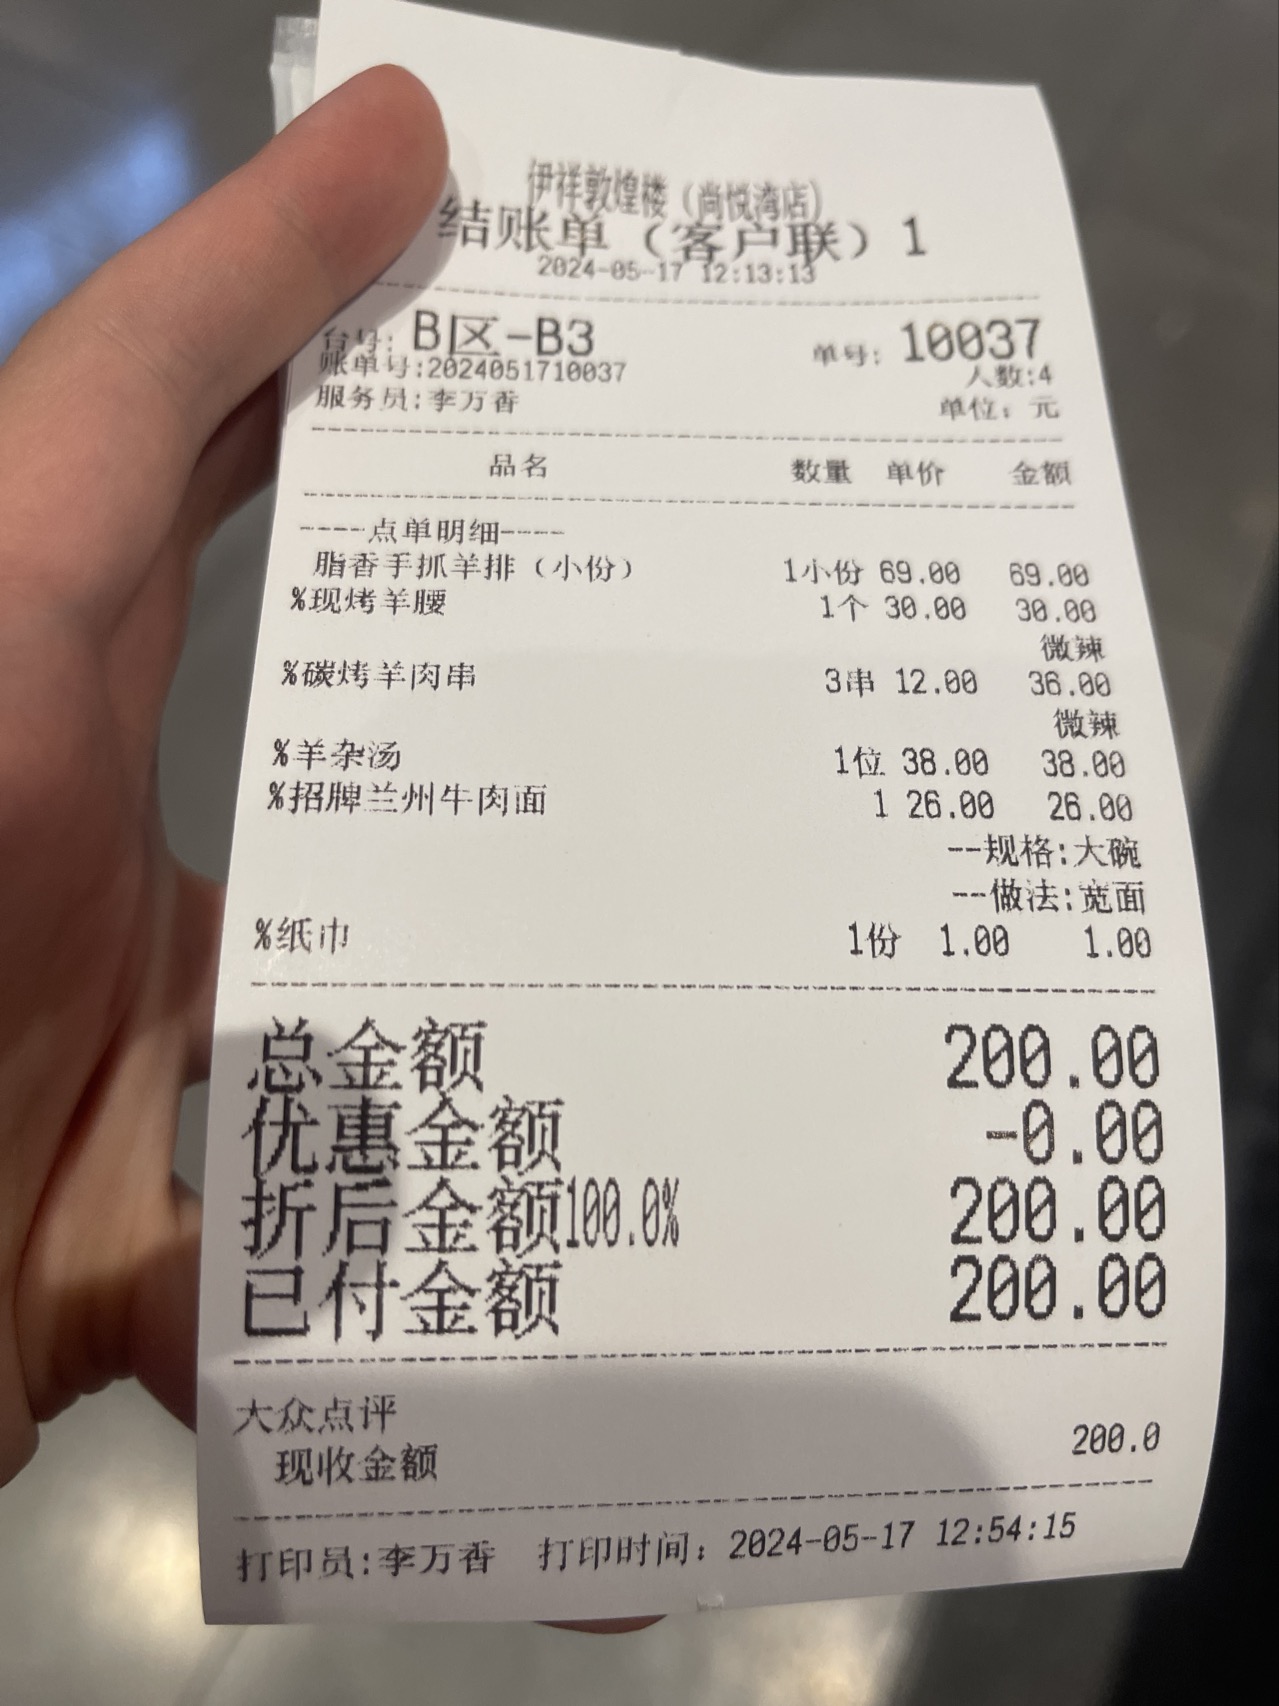 伊祥敦煌楼（尚悦湾店）
结账单（客户联）1
2024-05-17 12:13:13
台号: B区-B3 单号: 10037
账单号:2024051710037 人数:4
服务员:李万香 单位: 元
品名 数量 单价 金额
----点单明细----
脂香手抓羊排（小份） 1小份 69.00 69.00
%现烤羊腰 1个 30.00 30.00
微辣
%碳烤羊肉串 3串 12.00 36.00
微辣
%羊杂汤 1位 38.00 38.00
%招牌兰州牛肉面 1 26.00 26.00
--规格:大碗
--做法:宽面
%纸巾 1份 1.00 1.00
总金额 200.00
优惠金额 -0.00
折后金额100.0% 200.00
已付金额 200.00
大众点评
现收金额 200.0
打印员:李万香 打印时间: 2024-05-17 12:54:15